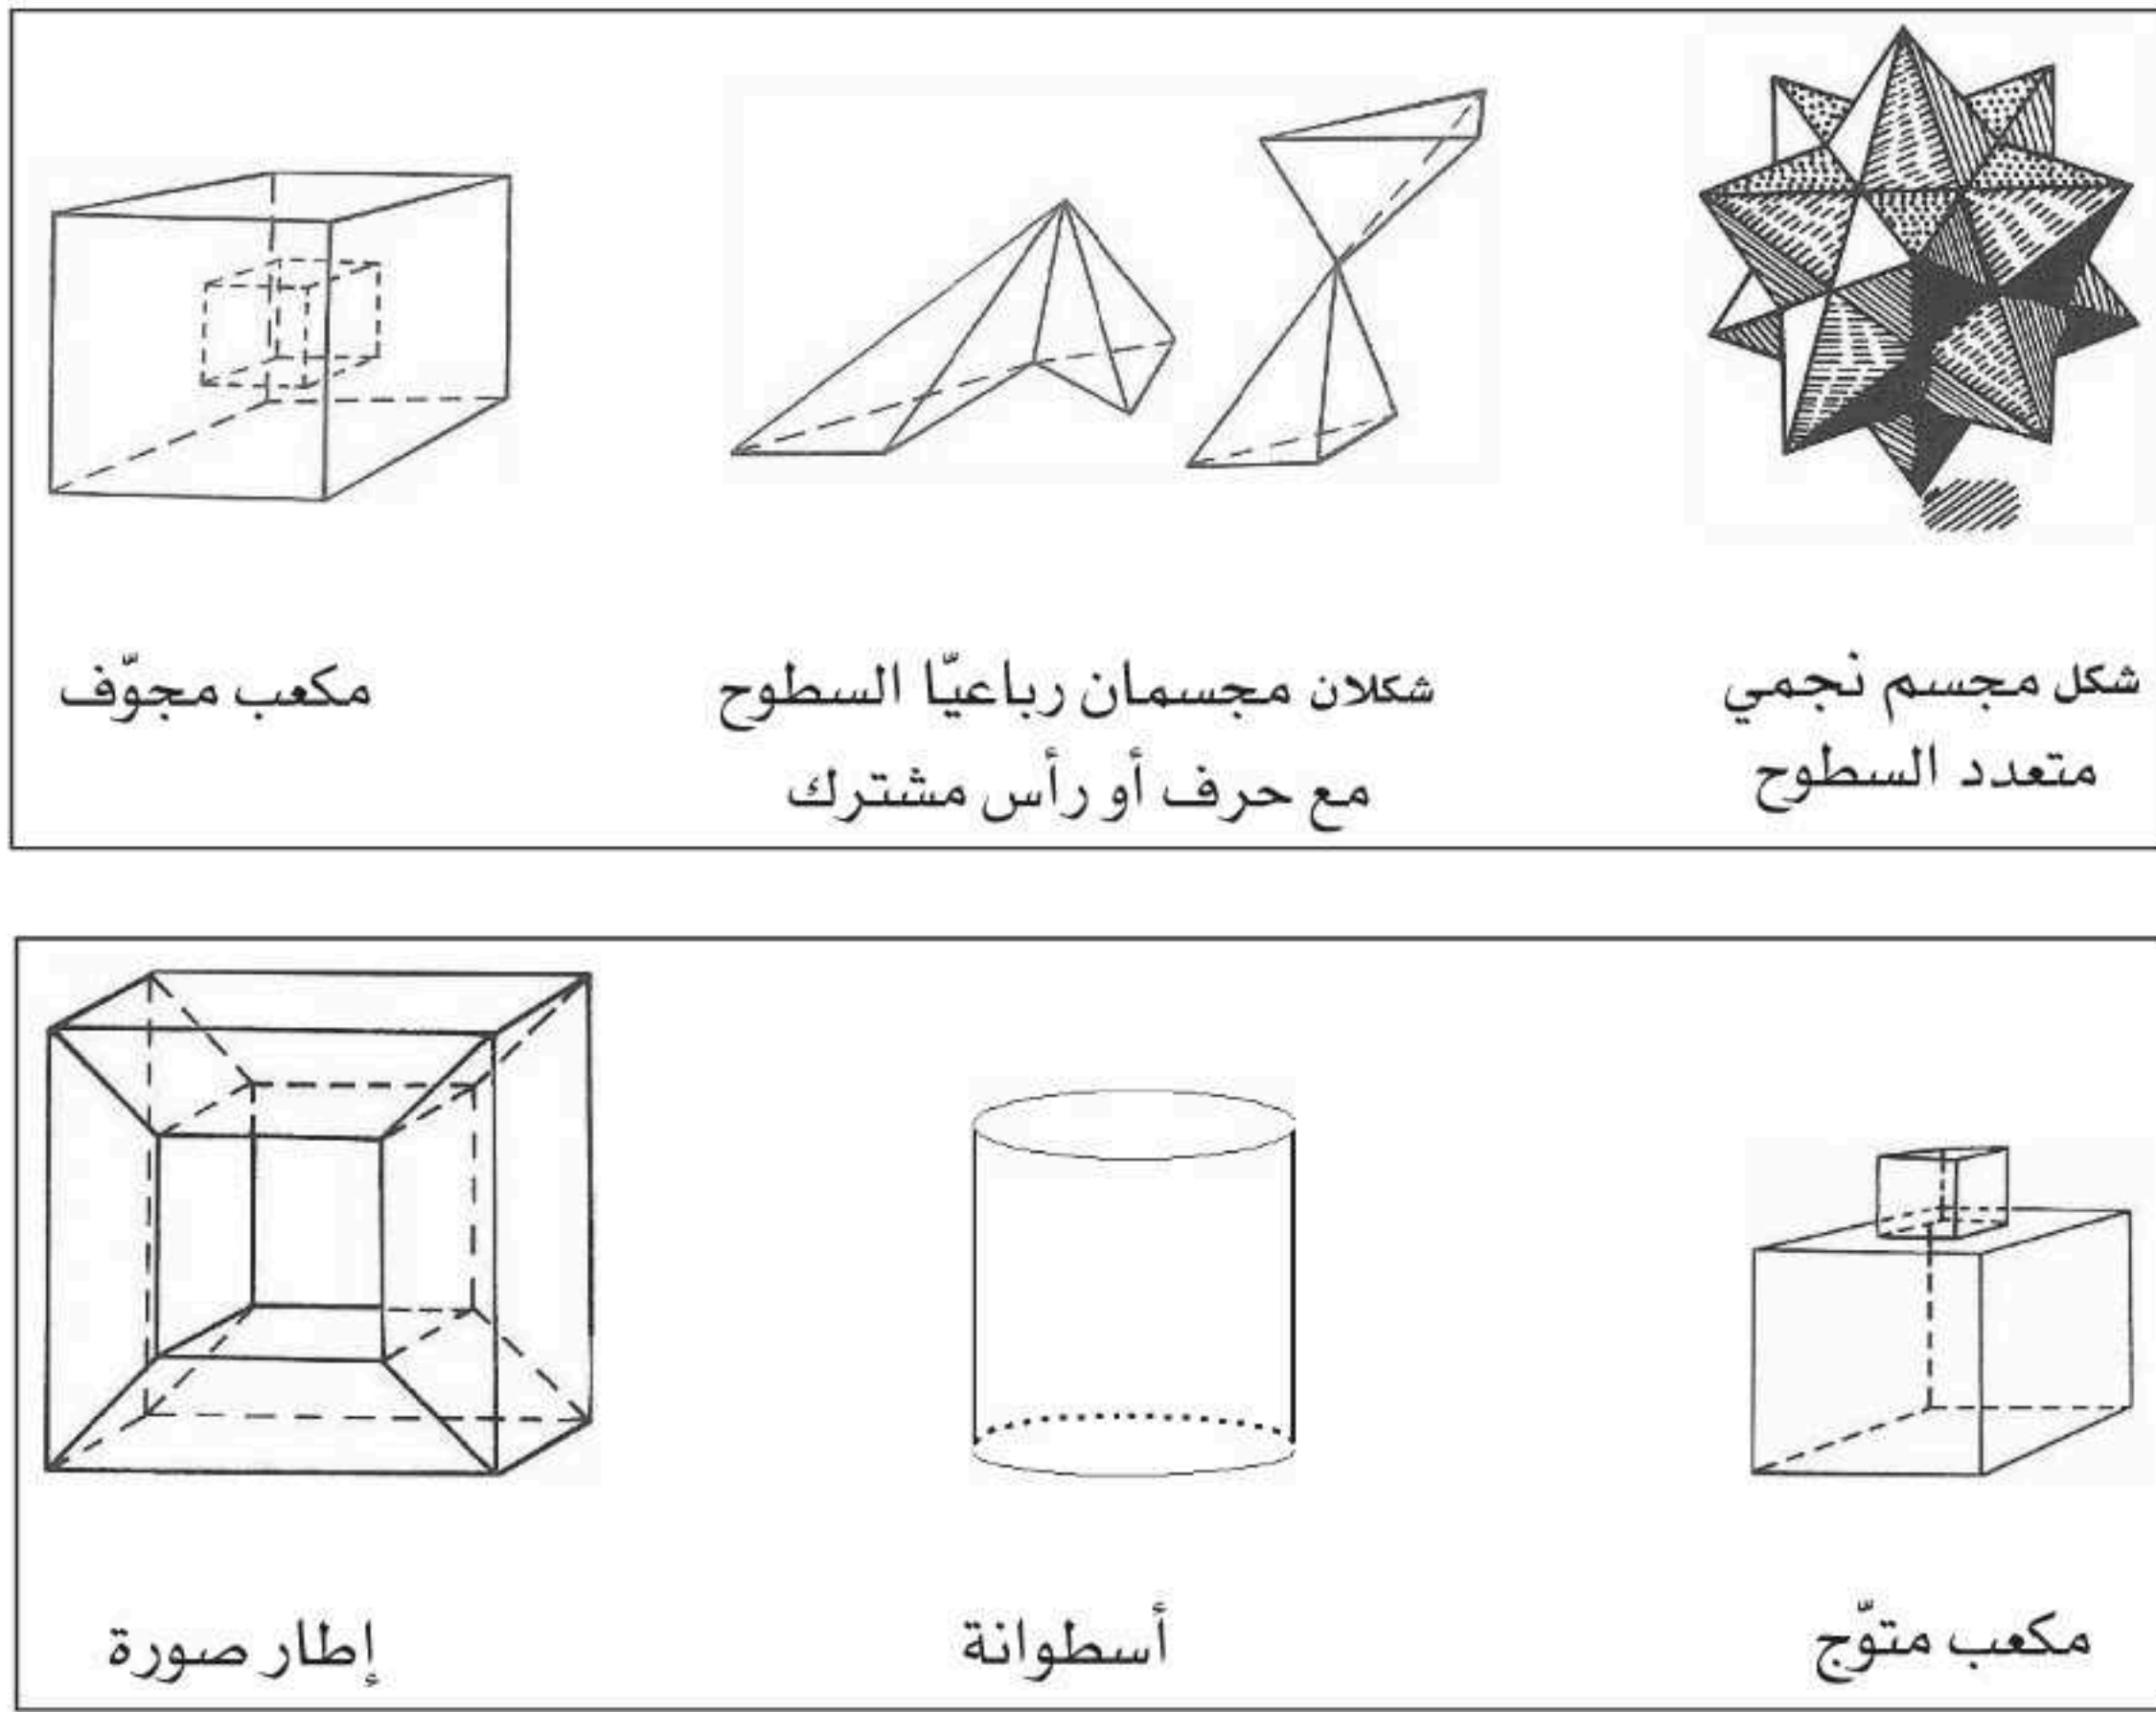 شكل مجسم نجمي
متعدد السطوح
شكلان مجسمان رباعيّا السطوح
مع حرف أو رأس مشترك
مكعب مجوّف
مكعب متوّج
أسطوانة
إطار صورة